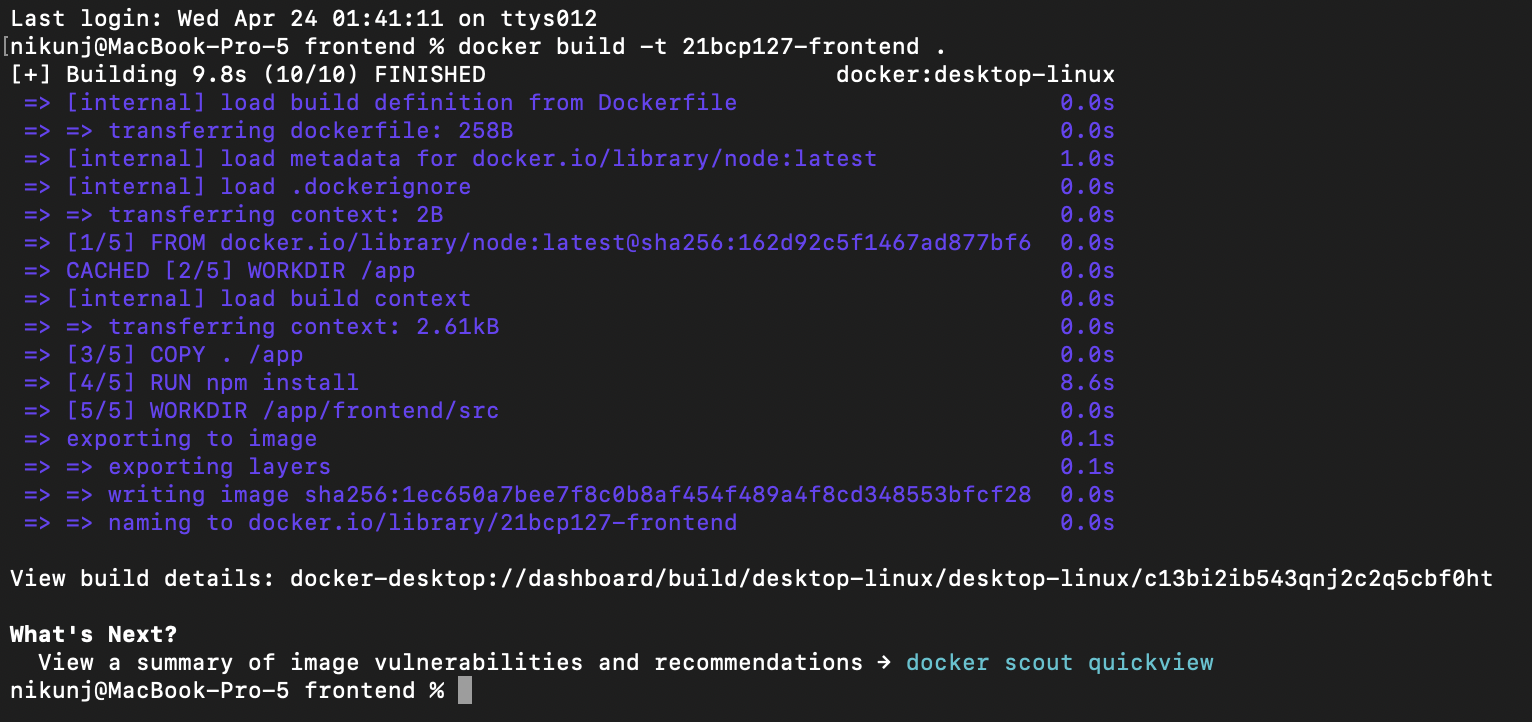 Last login: Wed Apr 24 01:41:11 on ttys012
[nikunj@MacBook-Pro-5 frontend % docker build -t 21bcp127-frontend .
[+] Building 9.8s (10/10) FINISHED docker:desktop-linux
=> [internal] load build definition from Dockerfile 0.0s
=> => transferring dockerfile: 258B 0.0s
=> [internal] load metadata for docker.io/library/node:latest 1.0s
=> [internal] load .dockerignore 0.0s
=> => transferring context: 2B 0.0s
=> [1/5] FROM docker.io/library/node:latest@sha256:162d92c5f1467ad877bf6 0.0s
=> CACHED [2/5] WORKDIR /app 0.0s
=> [internal] load build context 0.0s
=> => transferring context: 2.61kB 0.0s
=> [3/5] COPY . /app 0.0s
=> [4/5] RUN npm install 8.6s
=> [5/5] WORKDIR /app/frontend/src 0.0s
=> exporting to image 0.1s
=> => exporting layers 0.1s
=> => writing image sha256:1ec650a7bee7f8c0b8af454f489a4f8cd348553bfcf28 0.0s
=> => naming to docker.io/library/21bcp127-frontend 0.0s
View build details: docker-desktop://dashboard/build/desktop-linux/desktop-linux/c13bi2ib543qnj2c2q5cbf0ht
What's Next?
View a summary of image vulnerabilities and recommendations → docker scout quickview
nikunj@MacBook-Pro-5 frontend %